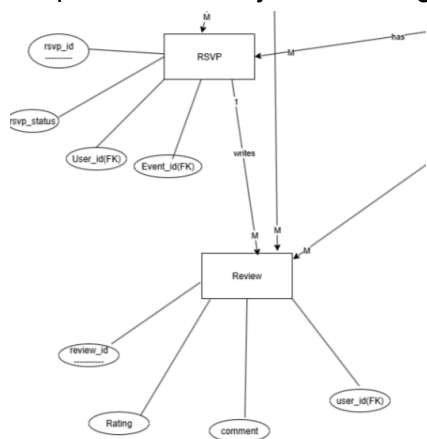 M
rsvp_id
----------
RSVP
M
has
rsvp_status
1
User_id(FK)
Event_id(FK)
writes
M
M
M
Review
review_id
----------
user_id(FK)
Rating
comment